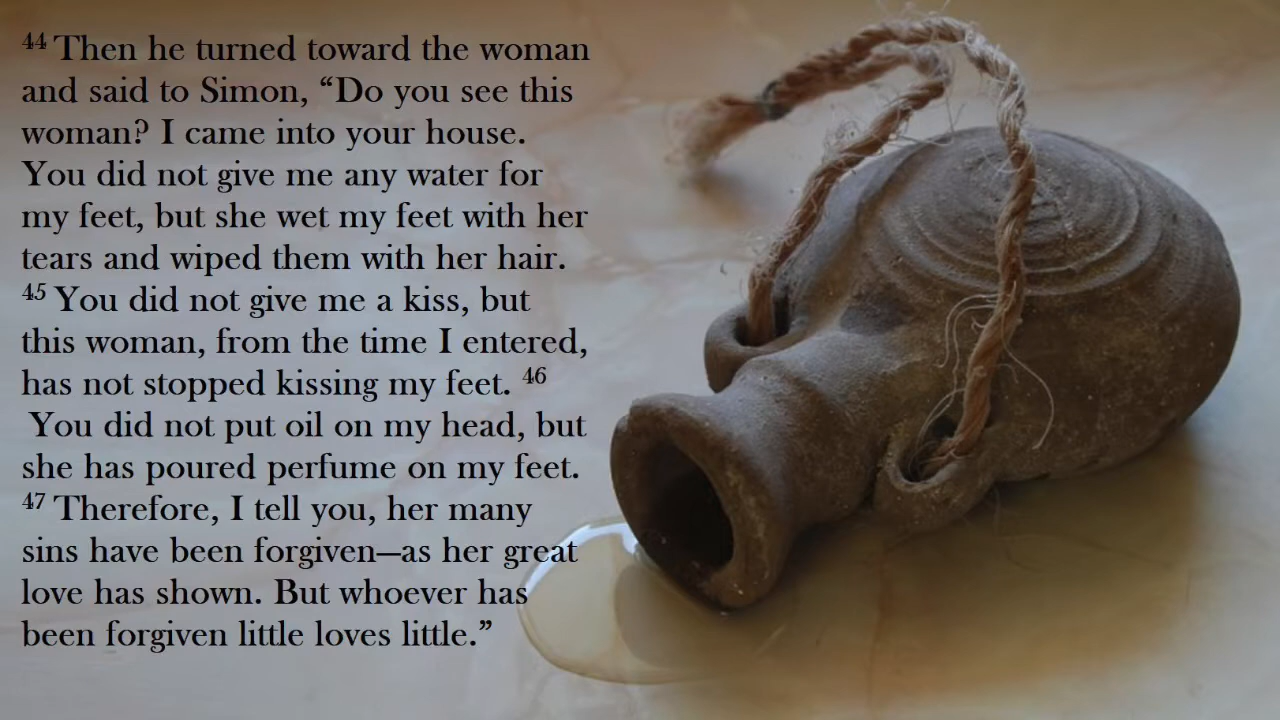 44 Then he turned toward the woman
and said to Simon, “Do you see this
woman? I came into your house.
You did not give me any water for
my feet, but she wet my feet with her
tears and wiped them with her hair.
45 You did not give me a kiss, but
this woman, from the time I entered,
has not stopped kissing my feet. 46
You did not put oil on my head, but
she has poured perfume on my feet.
47 Therefore, I tell you, her many
sins have been forgiven—as her great
love has shown. But whoever has
been forgiven little loves little.”